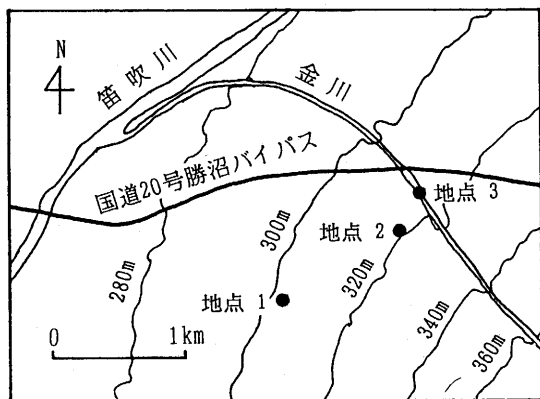 N
笛吹川
金川
国道20号勝沼バイパス
地点 3
300m
地点 2
280m
320m
地点 1
340m
0 1km
360m